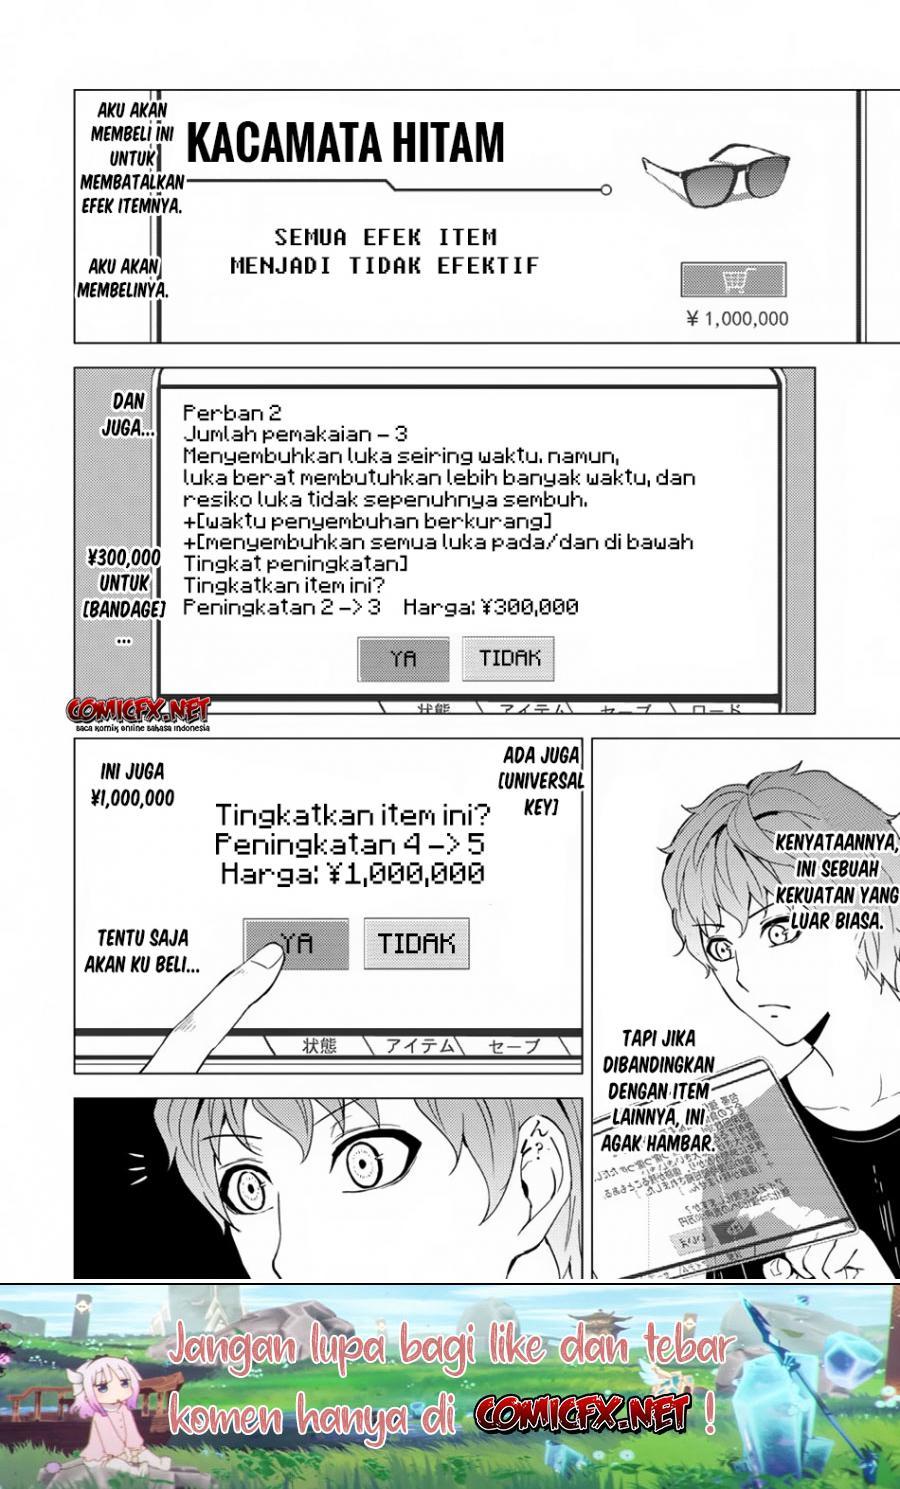 AKU AKAN
MEMBELI INI
UNTUK
MEMBATALKAN
EFEK ITEMNYA.
AKU AKAN
MEMBELINYA.
KACAMATA HITAM
SEMUA EFEK ITEM
MENJADI TIDAK EFEKTIF
¥ 1,000,000
DAN
JUGA...
¥300,000
UNTUK
[BANDAGE]
...
Perban 2
Jumlah pemakaian - 3
Menyembuhkan luka seiring waktu. namun,
luka berat membutuhkan lebih banyak waktu, dan
resiko luka tidak sepenuhnya sembuh.
+[waktu penyembuhan berkurang]
+[menyembuhkan semua luka pada/dan di bawah
Tingkat peningkatan]
Tingkatkan item ini?
Peningkatan 2 -> 3 Harga: ¥300,000
YA
TIDAK
状態 アイテム セーブ ロード
COMICFX.NET
baca komik online bahasa indonesia
INI JUGA
¥1,000,000
ADA JUGA
[UNIVERSAL
KEY]
Tingkatkan item ini?
Peningkatan 4 -> 5
Harga: ¥1,000,000
YA
TIDAK
TENTU SAJA
AKAN KU BELI...
状態 アイテム セーブ
KENYATAANNYA,
INI SEBUAH
KEKUATAN YANG
LUAR BIASA.
TAPI JIKA
DIBANDINGKAN
DENGAN ITEM
LAINNYA, INI
AGAK HAMBAR.
ん?
Jangan lupa bagi like dan tebar
komen hanya di COMICFX.NET !